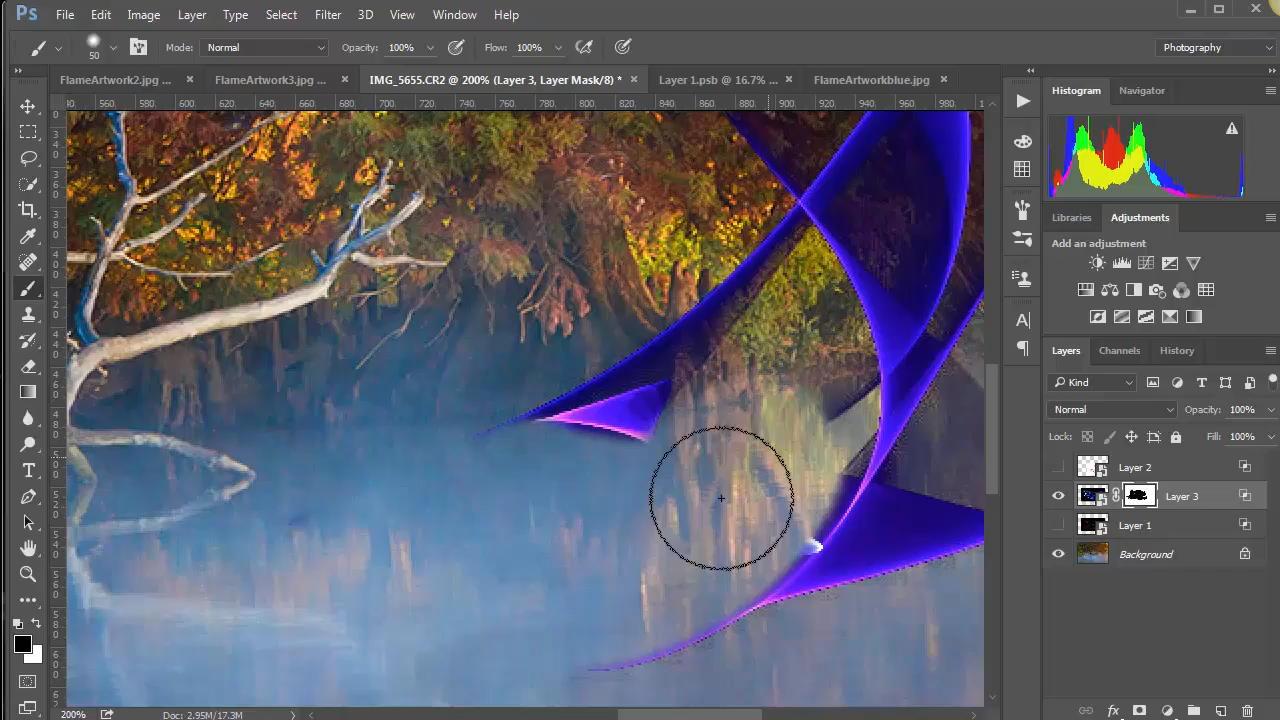 Ps File Edit Image Layer Type Select Filter 3D View Window Help
50 Mode: Normal Opacity: 100% Flow: 100% Photography
FlameArtwork2.jpg ... × FlameArtwork3.jpg ... × IMG_5655.CR2 @ 200% (Layer 3, Layer Mask/8) * × Layer 1.psb @ 16.7% ... × FlameArtworkblue.jpg ×
560 580 600 620 640 660 680 700 720 740 760 780 800 820 840 860 880 900 920 940 960 980
Histogram Navigator
Libraries Adjustments
Add an adjustment
Layers Channels History
Kind
Normal Opacity: 100%
Lock: Fill: 100%
Layer 2
Layer 3
Layer 1
Background
200% Doc: 2.95M/17.3M